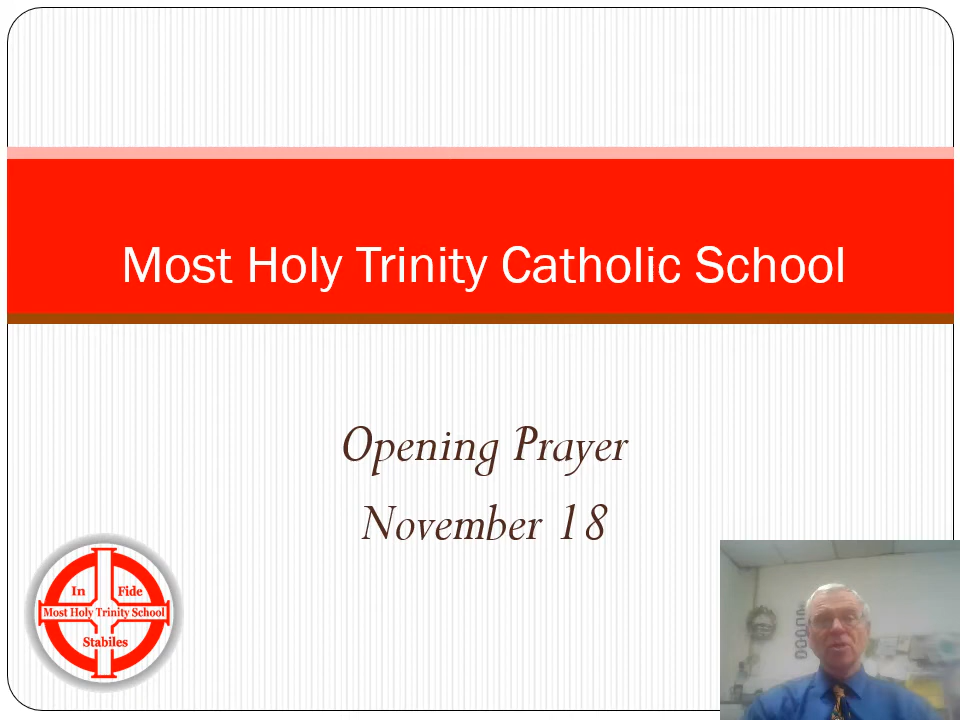 Most Holy Trinity Catholic School
Opening Prayer
November 18
In Fide
Most Holy Trinity School
Stabiles